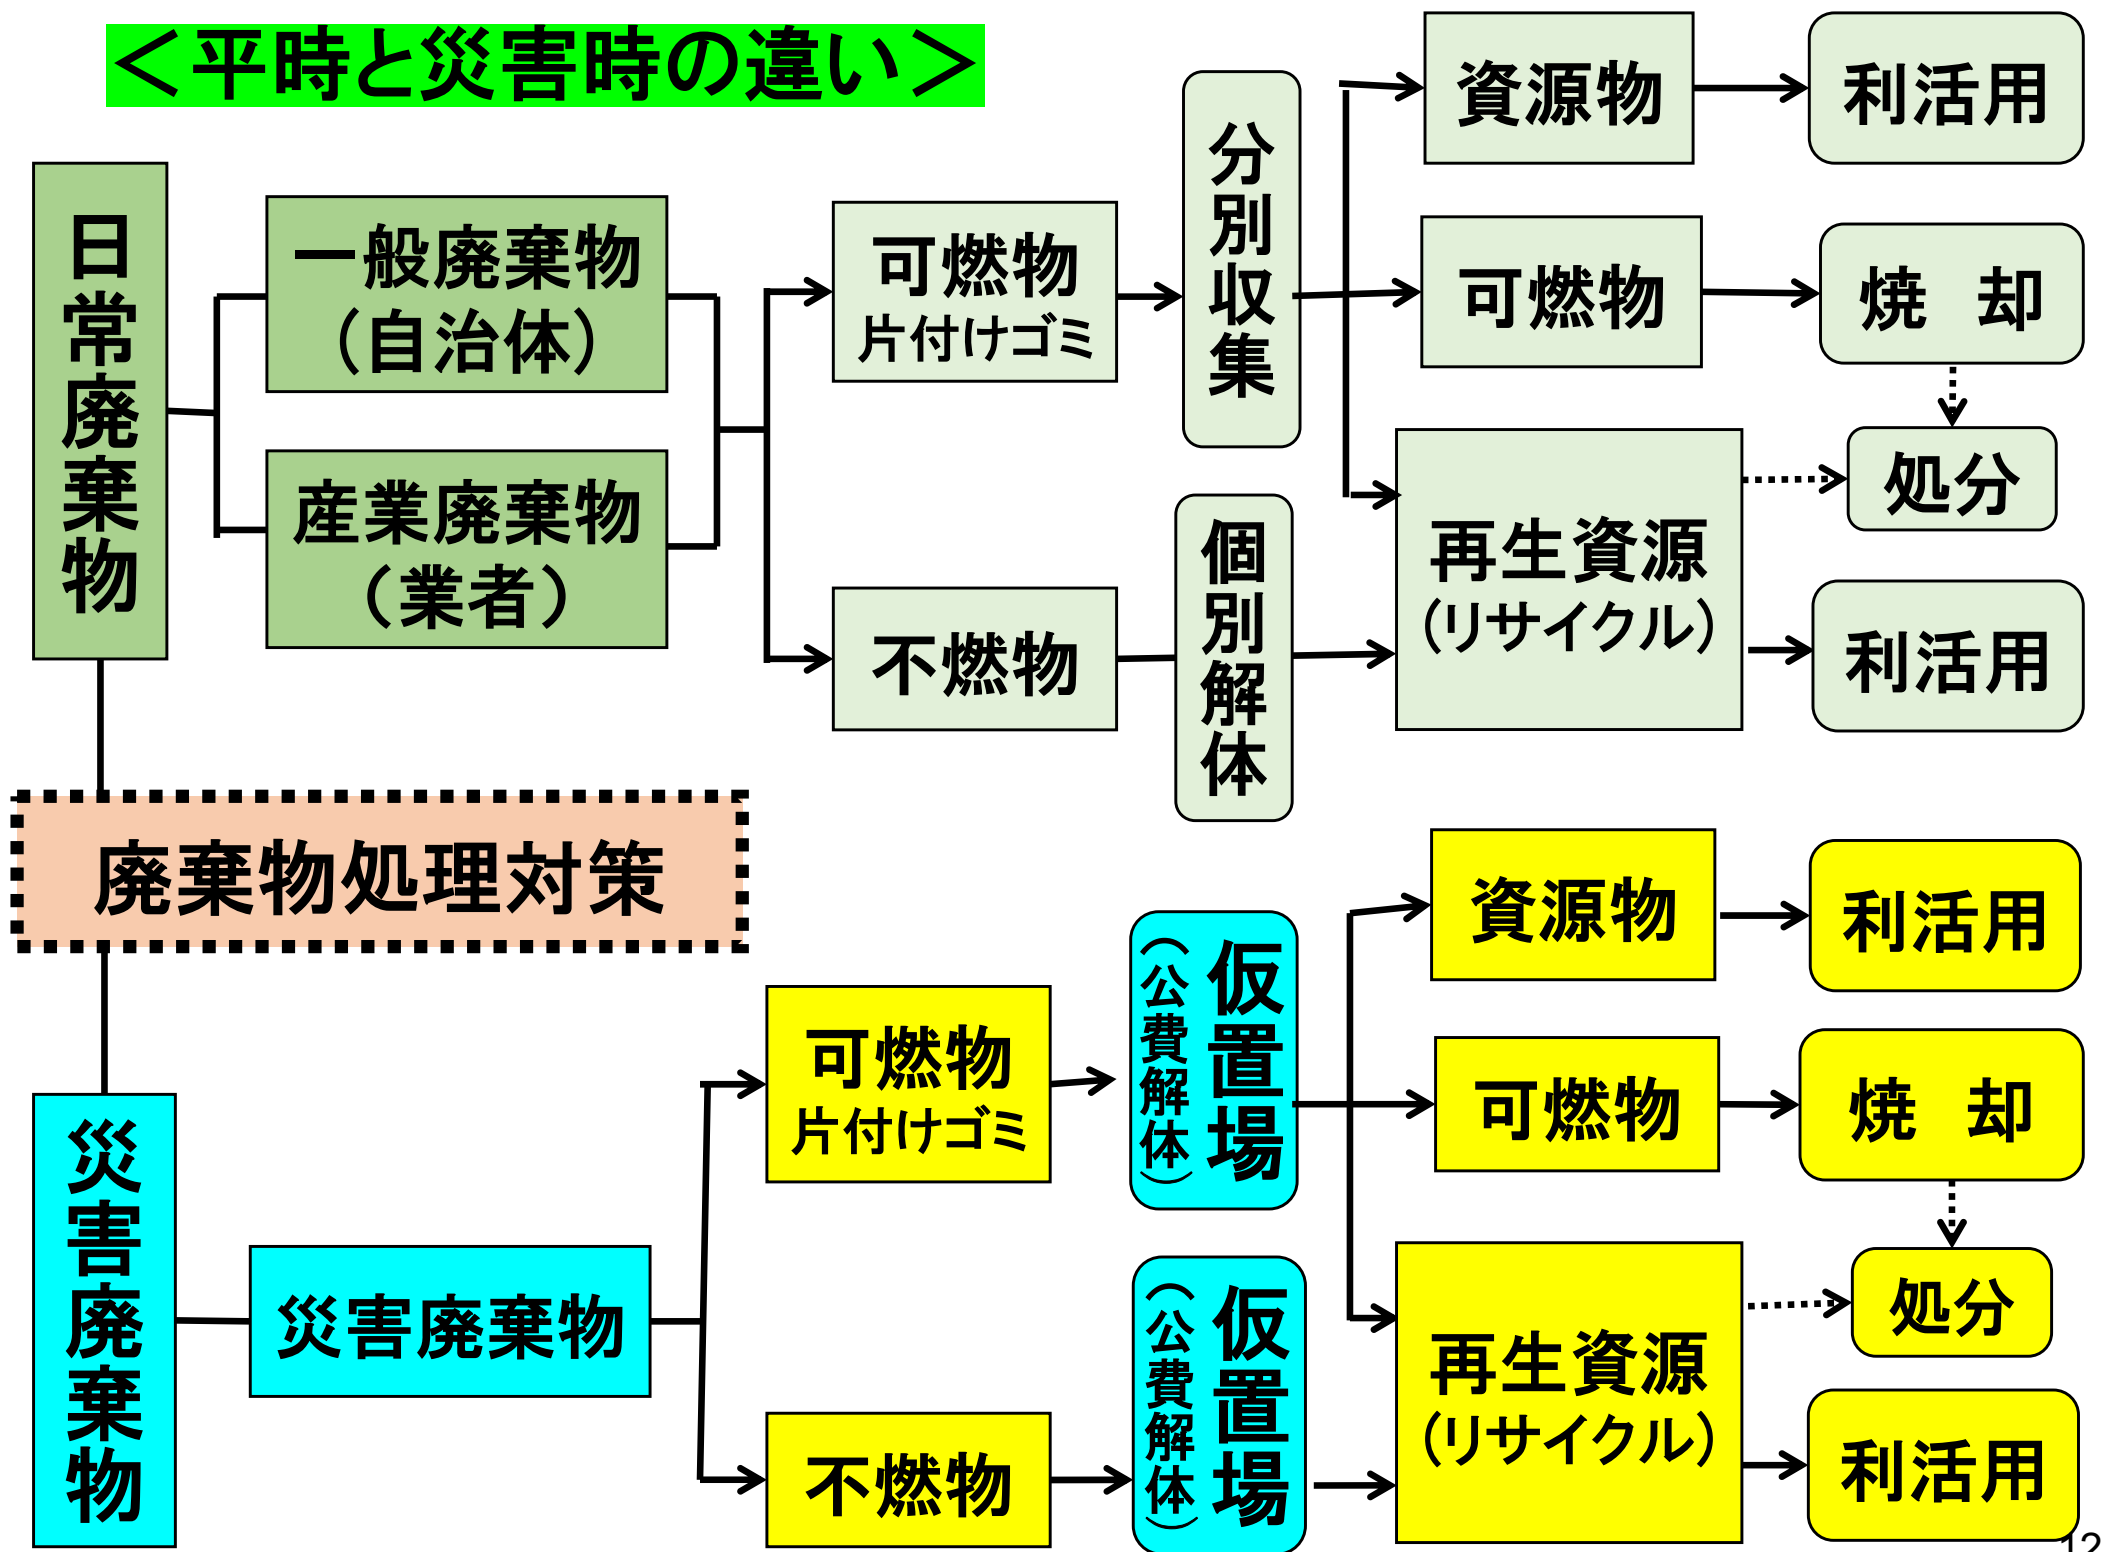 ＜平時と災害時の違い＞
日常廃棄物
一般廃棄物
（自治体）
産業廃棄物
（業者）
可燃物
片付けゴミ
不燃物
分別収集
個別解体
資源物
利活用
可燃物
焼　却
処分
再生資源
（リサイクル）
利活用
廃棄物処理対策
災害廃棄物
災害廃棄物
可燃物
片付けゴミ
不燃物
仮置場
（公費解体）
仮置場
（公費解体）
資源物
利活用
可燃物
焼　却
処分
再生資源
（リサイクル）
利活用
12